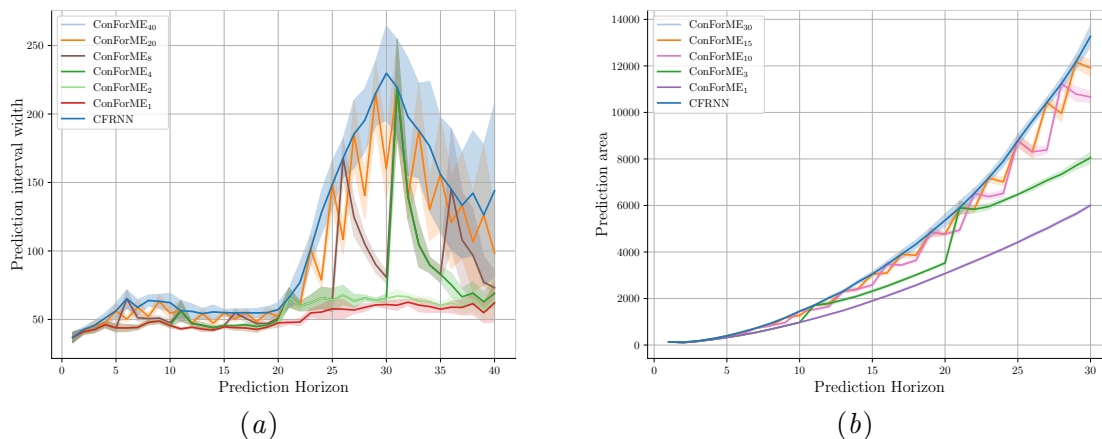 ConForME40
ConForME20
ConForME8
ConForME4
ConForME2
ConForME1
CFRNN
Prediction interval width
250
200
150
100
50
0 5 10 15 20 25 30 35 40
Prediction Horizon
(a)
ConForME30
ConForME15
ConForME10
ConForME3
ConForME1
CFRNN
Prediction area
14000
12000
10000
8000
6000
4000
2000
0
0 5 10 15 20 25 30
Prediction Horizon
(b)